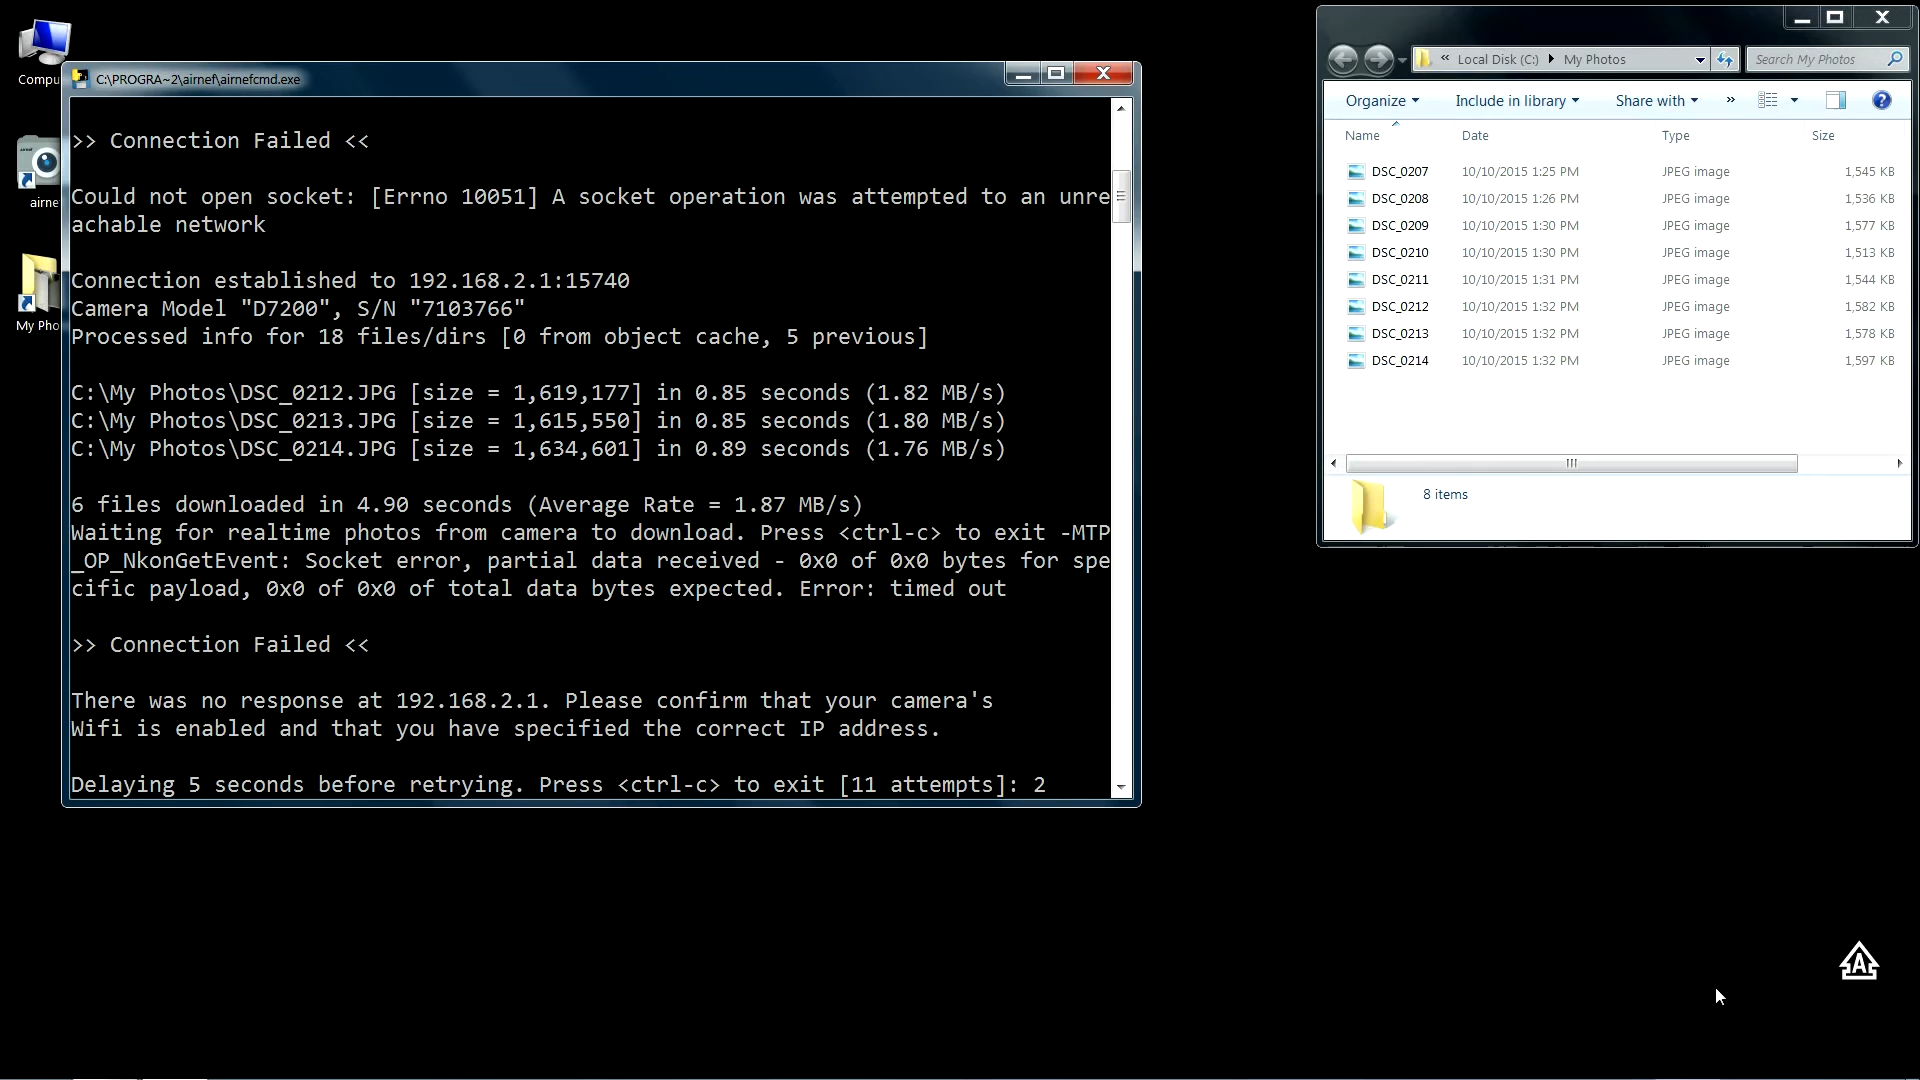 Compu
airne
My Pho
C:\PROGRA~2\airnef\airnefcmd.exe
>> Connection Failed <<
Could not open socket: [Errno 10051] A socket operation was attempted to an unre
achable network
Connection established to 192.168.2.1:15740
Camera Model "D7200", S/N "7103766"
Processed info for 18 files/dirs [0 from object cache, 5 previous]
C:\My Photos\DSC_0212.JPG [size = 1,619,177] in 0.85 seconds (1.82 MB/s)
C:\My Photos\DSC_0213.JPG [size = 1,615,550] in 0.85 seconds (1.80 MB/s)
C:\My Photos\DSC_0214.JPG [size = 1,634,601] in 0.89 seconds (1.76 MB/s)
6 files downloaded in 4.90 seconds (Average Rate = 1.87 MB/s)
Waiting for realtime photos from camera to download. Press <ctrl-c> to exit -MTP
_OP_NkonGetEvent: Socket error, partial data received - 0x0 of 0x0 bytes for spe
cific payload, 0x0 of 0x0 of total data bytes expected. Error: timed out
>> Connection Failed <<
There was no response at 192.168.2.1. Please confirm that your camera's
Wifi is enabled and that you have specified the correct IP address.
Delaying 5 seconds before retrying. Press <ctrl-c> to exit [11 attempts]: 2
« Local Disk (C:) My Photos Search My Photos
Organize Include in library Share with »
Name Date Type Size
DSC_0207 10/10/2015 1:25 PM JPEG image 1,545 KB
DSC_0208 10/10/2015 1:26 PM JPEG image 1,536 KB
DSC_0209 10/10/2015 1:30 PM JPEG image 1,577 KB
DSC_0210 10/10/2015 1:30 PM JPEG image 1,513 KB
DSC_0211 10/10/2015 1:31 PM JPEG image 1,544 KB
DSC_0212 10/10/2015 1:32 PM JPEG image 1,582 KB
DSC_0213 10/10/2015 1:32 PM JPEG image 1,578 KB
DSC_0214 10/10/2015 1:32 PM JPEG image 1,597 KB
8 items
A